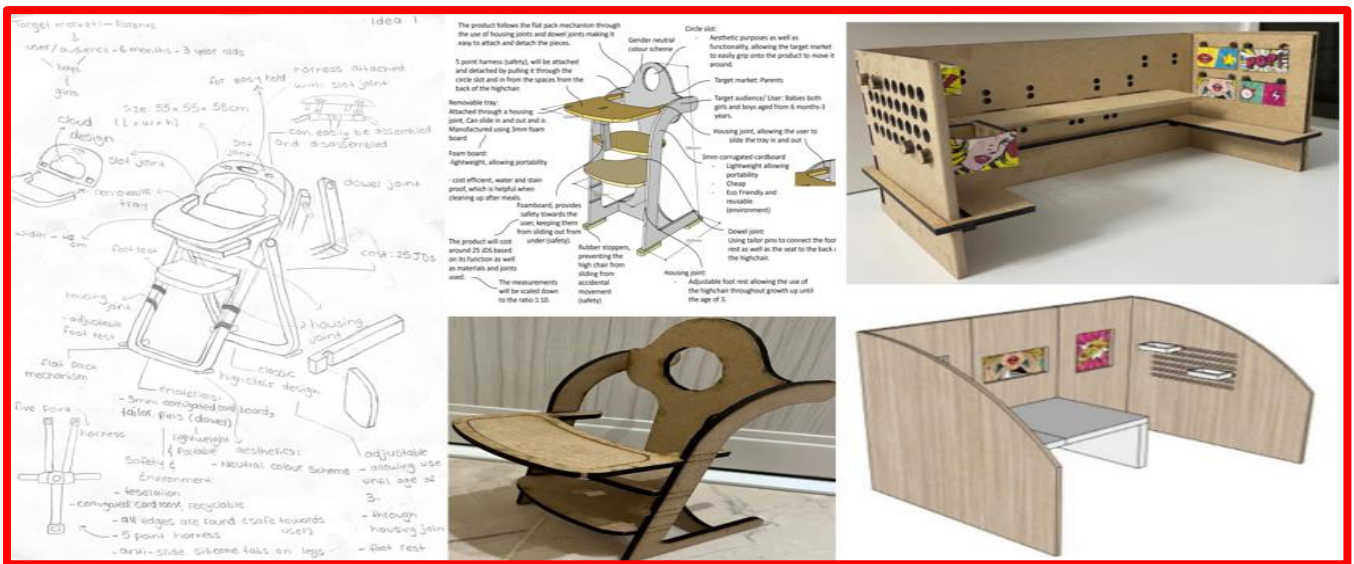 Target market: - Parents
Idea 1
user/audience - 6 months - 3 year olds
boys
girls
for easy hold
harness attached
with slot joint
size: 55 x 55 x 56cm
(L x w x h)
can easily be assembled
and disassembled
cloud
design
slot joint
slot
joint
removable
tray
dowel joint
foot rest
cost: 25 JDs
housing
joint
- adjustable
foot rest
housing
joint
flat pack
mechanism
classic
highchair design
materials:
- 3mm corrugated cardboard,
tailor pins (dowel)
five point
harness
lightweight
portable
aesthetics:
- Neutral colour scheme
adjustable
- allowing use
until age of
3.
- through
housing joint
- foot rest
Safety &
Environment:
- corrugated cardboard, recyclable
- all edges are round (safe towards
users)
- 5 point harness
- anti-slide silicone tabs on legs
The product follows the flat pack mechanism through
the use of housing joints and dowel joints making it
easy to attach and detach the pieces.
Gender neutral
colour scheme
Circle slot:
- Aesthetic purposes as well as
functionality, allowing the target market
to easily grip onto the product to move it
around.
5 point harness (safety), will be attached
and detached by pulling it through the
circle slot and in from the spaces from the
back of the highchair
Target market: Parents
Target audience/ User: Babies both
girls and boys aged from 6 months-3
years.
Removable tray:
Attached through a housing
joint, Can slide in and out and is
Manufactured using 3mm foam
board
Housing joint, allowing the user to
slide the tray in and out
Foam board:
-lightweight, allowing portability
- cost efficient, water and stain
proof, which is helpful when
cleaning up after meals.
3mm corrugated cardboard
- Lightweight allowing
portability
- Cheap
- Eco Friendly and
reusable
(environment)
Foamboard, provides
safety towards the
user, keeping them
from sliding out from
under (safety).
Dowel joint:
Using tailor pins to connect the foot
rest as well as the seat to the back
the highchair.
The product will cost
around 25 JDS based
on its function as well
as materials and joints
used.
Rubber stoppers,
preventing the
high chair from
sliding from
accidental
movement
(safety)
Housing joint:
- Adjustable foot rest allowing the use of
the highchair throughout growth up until
the age of 3.
The measurements
will be scaled down
to the ratio 1:10.
POP!